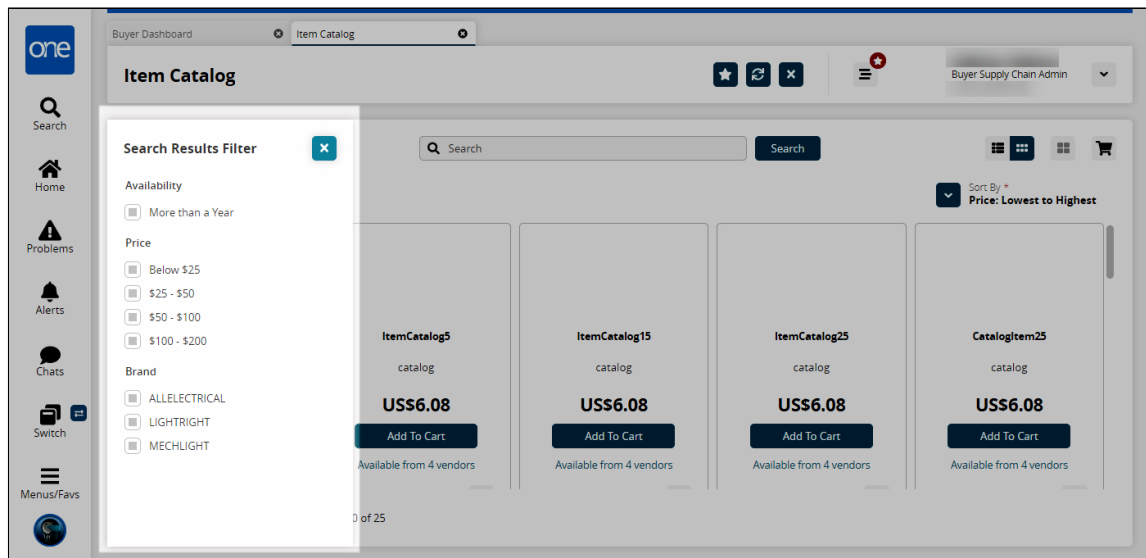 Buyer Dashboard
Item Catalog
one
Item Catalog
Buyer Supply Chain Admin
Search
Home
Problems
Alerts
Chats
Switch
Menus/Favs
Search Results Filter
Availability
More than a Year
Price
Below $25
$25 - $50
$50 - $100
$100 - $200
Brand
ALLELECTRICAL
LIGHTRIGHT
MECHLIGHT
Search
Search
Sort By *
Price: Lowest to Highest
ItemCatalog5
catalog
US$6.08
Add To Cart
Available from 4 vendors
ItemCatalog15
catalog
US$6.08
Add To Cart
Available from 4 vendors
ItemCatalog25
catalog
US$6.08
Add To Cart
Available from 4 vendors
CatalogItem25
catalog
US$6.08
Add To Cart
Available from 4 vendors
of 25